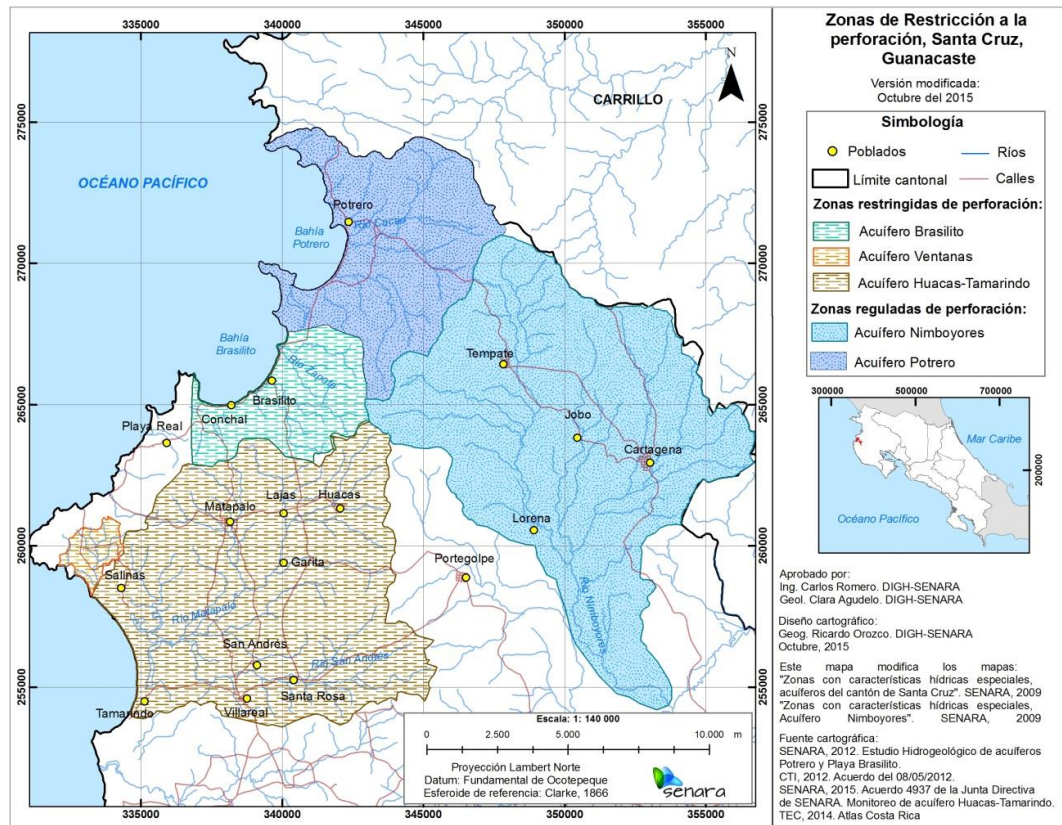 335000
340000
345000
350000
355000
275000
270000
265000
260000
255000
N
CARRILLO
OCÉANO PACÍFICO
Potrero
Río Cacao
Bahía
Potrero
Bahía
Brasilito
Río Zapote
Tempate
Brasilito
Conchal
Playa Real
Jobo
Cartagena
Lajas
Huacas
Matapalo
Lorena
Garita
Portegolpe
Salinas
Río Matapalo
Río Nimboyores
San Andrés
Río San Andrés
Santa Rosa
Tamarindo
Villareal
Escala: 1: 140 000
0 2.500 5.000 10.000 m
Proyección Lambert Norte
Datum: Fundamental de Ocotepeque
Esferoide de referencia: Clarke, 1866
senara
335000
340000
345000
350000
355000
275000
270000
265000
260000
255000
Zonas de Restricción a la
perforación, Santa Cruz,
Guanacaste
Versión modificada:
Octubre del 2015
Simbología
Poblados
Ríos
Límite cantonal
Calles
Zonas restringidas de perforación:
Acuífero Brasilito
Acuífero Ventanas
Acuífero Huacas-Tamarindo
Zonas reguladas de perforación:
Acuífero Nimboyores
Acuífero Potrero
300000
500000
700000
Mar Caribe
200000
Océano Pacífico
Aprobado por:
Ing. Carlos Romero. DIGH-SENARA
Geol. Clara Agudelo. DIGH-SENARA
Diseño cartográfico:
Geog. Ricardo Orozco. DIGH-SENARA
Octubre, 2015
Este mapa modifica los mapas:
"Zonas con características hídricas especiales,
acuíferos del cantón de Santa Cruz". SENARA, 2009
"Zonas con características hídricas especiales,
Acuífero Nimboyores". SENARA, 2009
Fuente cartográfica:
SENARA, 2012. Estudio Hidrogeológico de acuíferos
Potrero y Playa Brasilito.
CTI, 2012. Acuerdo del 08/05/2012.
SENARA, 2015. Acuerdo 4937 de la Junta Directiva
de SENARA. Monitoreo de acuífero Huacas-Tamarindo.
TEC, 2014. Atlas Costa Rica